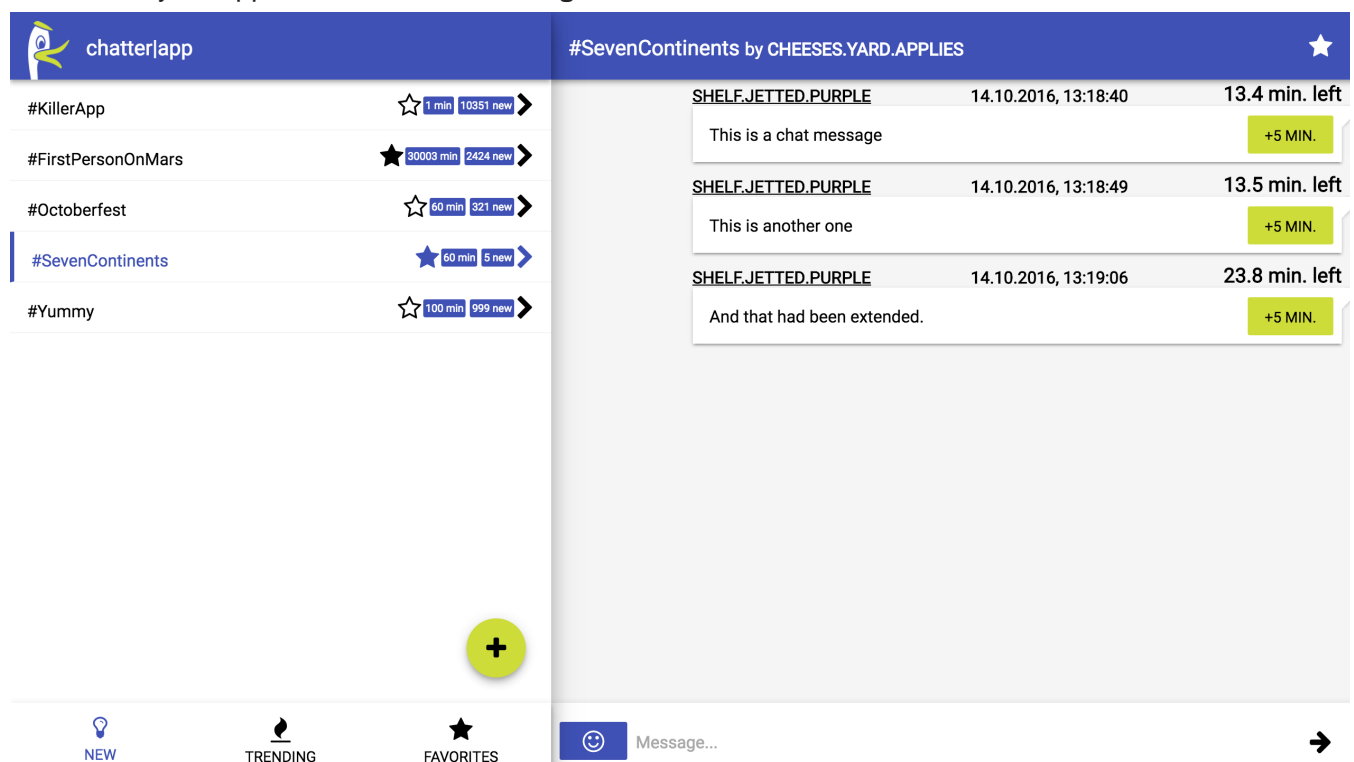 chatter|app
#KillerApp 1 min 10351 new
#FirstPersonOnMars 30003 min 2424 new
#Octoberfest 60 min 321 new
#SevenContinents 60 min 5 new
#Yummy 100 min 999 new
NEW TRENDING FAVORITES
#SevenContinents by CHEESES.YARD.APPLIES
SHELF.JETTED.PURPLE 14.10.2016, 13:18:40 13.4 min. left
This is a chat message +5 MIN.
SHELF.JETTED.PURPLE 14.10.2016, 13:18:49 13.5 min. left
This is another one +5 MIN.
SHELF.JETTED.PURPLE 14.10.2016, 13:19:06 23.8 min. left
And that had been extended. +5 MIN.
Message...